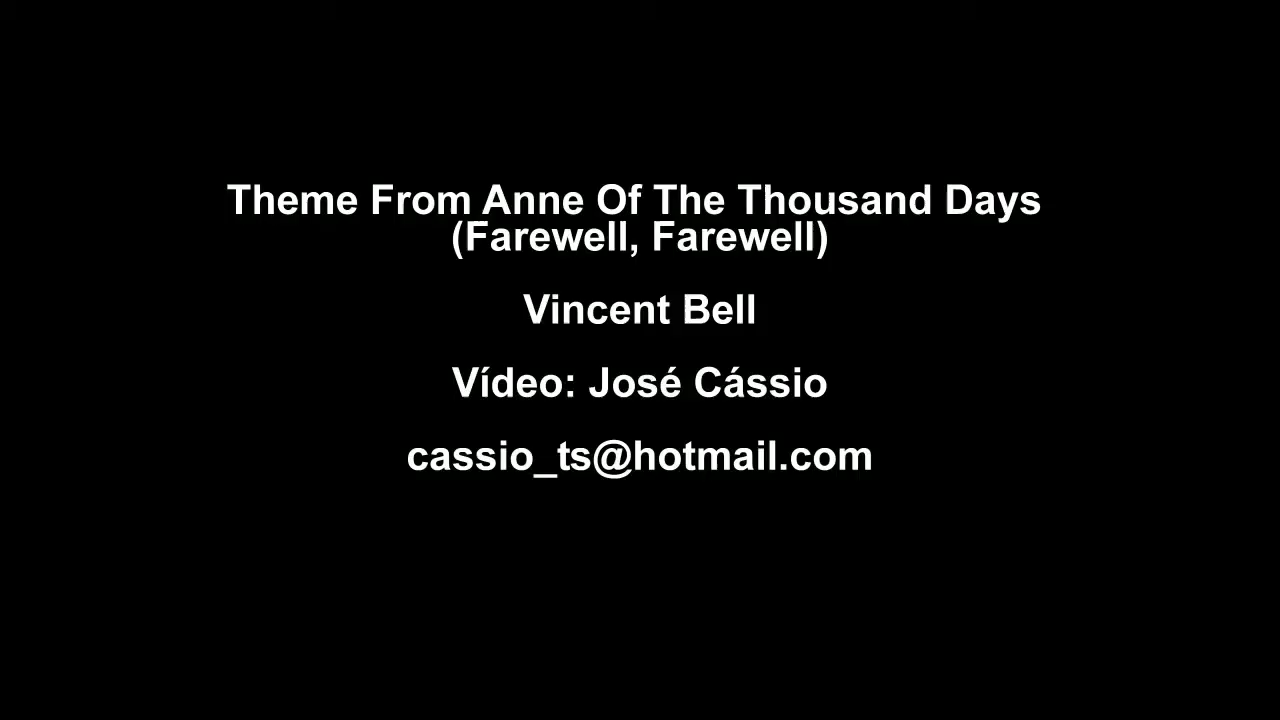 Theme From Anne Of The Thousand Days
(Farewell, Farewell)
Vincent Bell
Vídeo: José Cássio
cassio_ts@hotmail.com